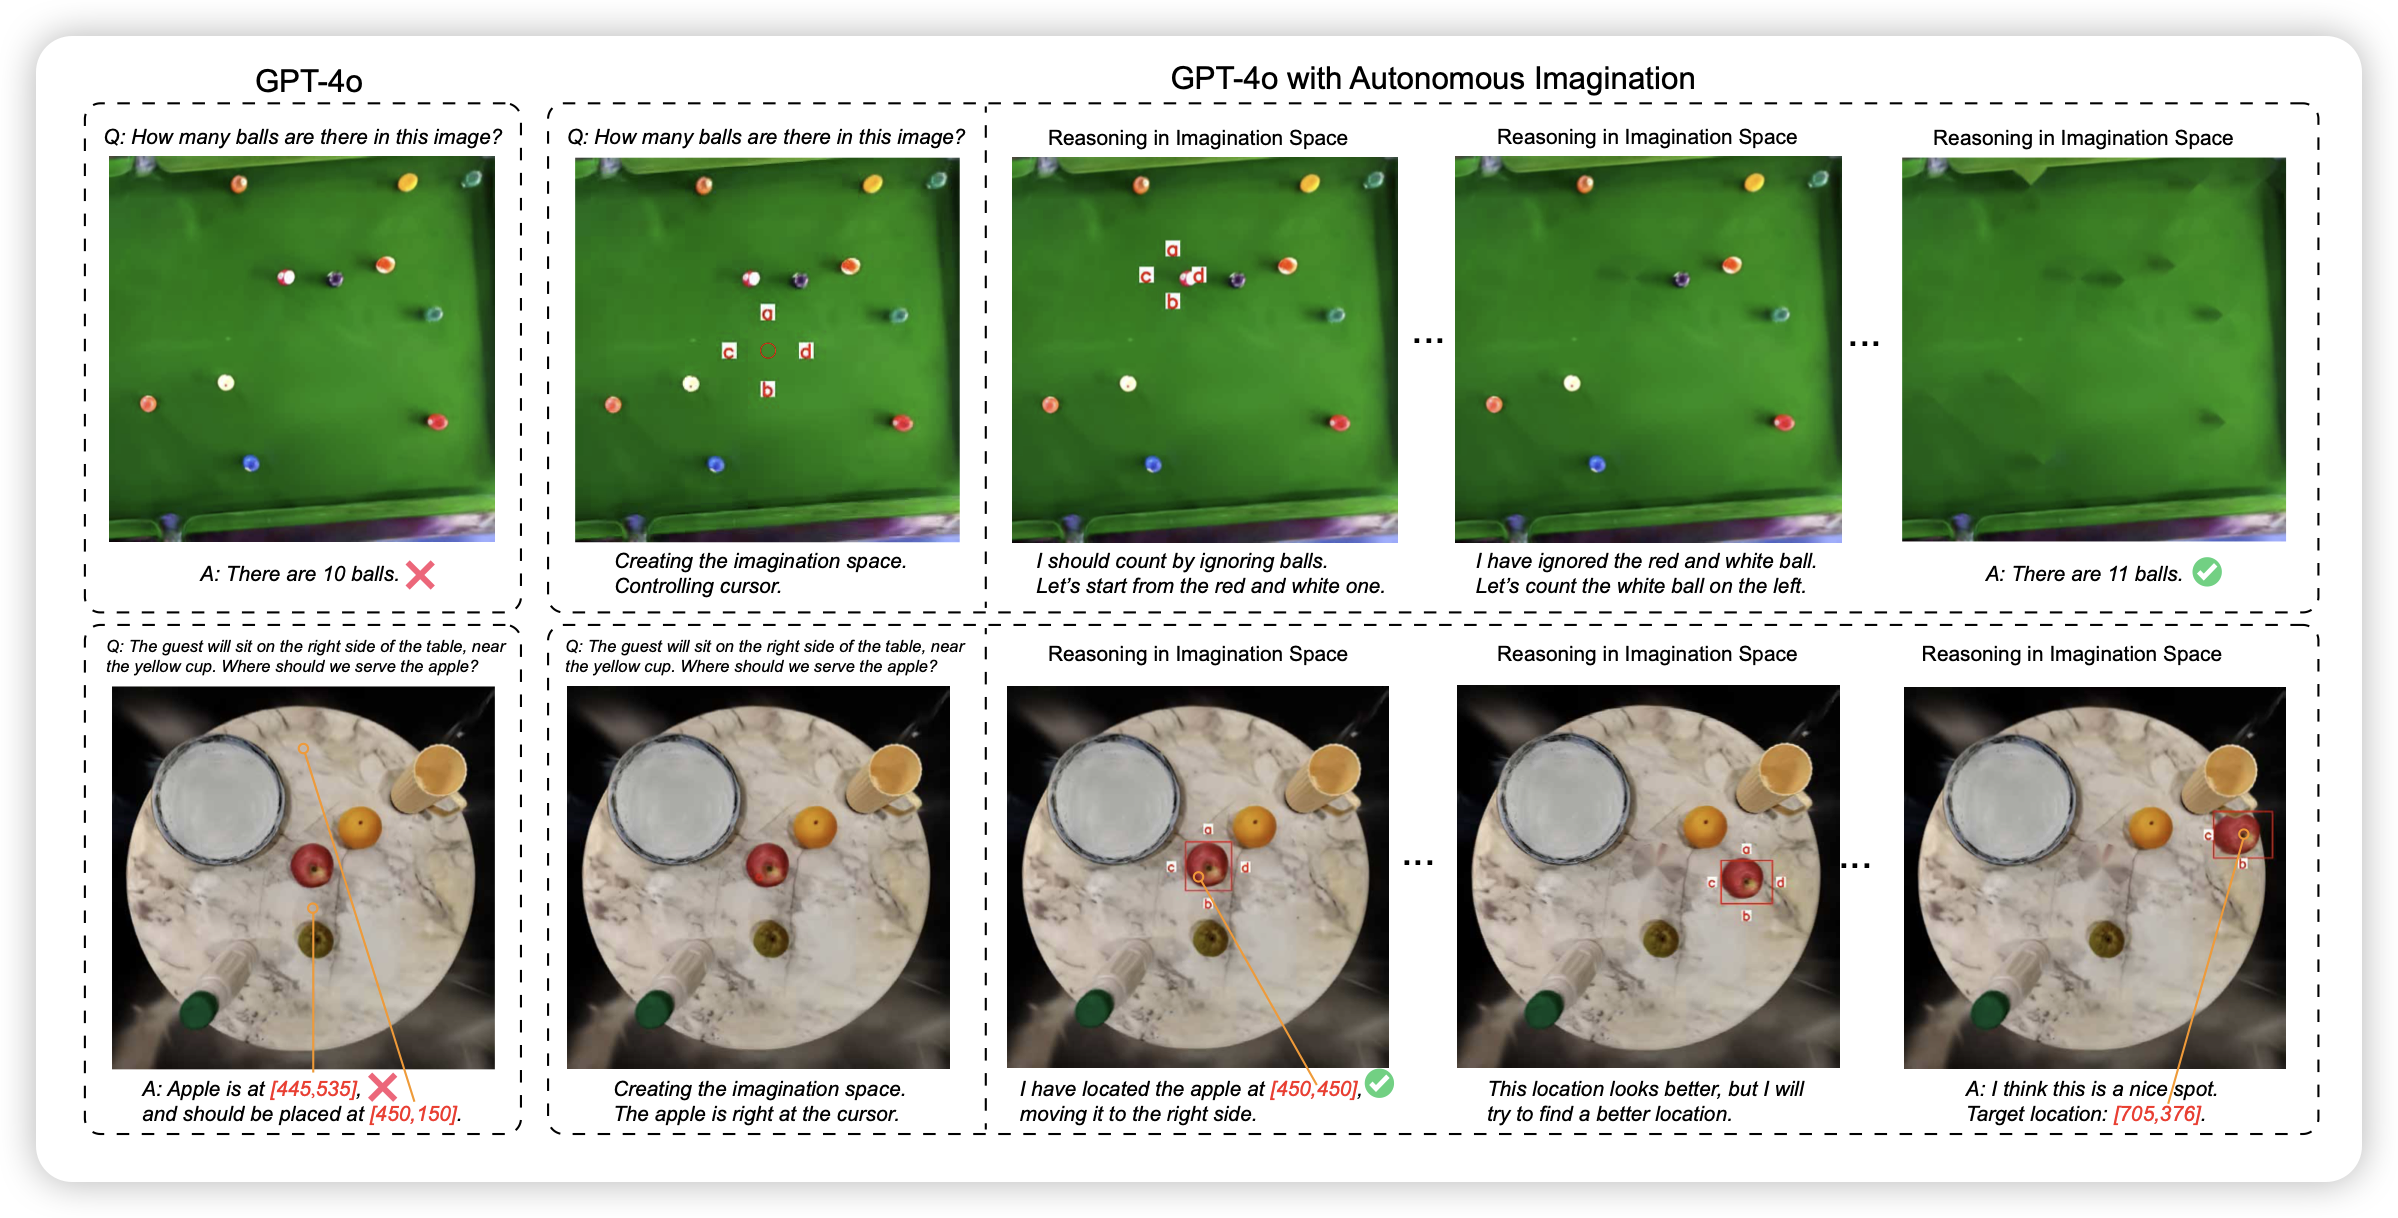 GPT-4o
GPT-4o with Autonomous Imagination
Q: How many balls are there in this image?
A: There are 10 balls.
Q: How many balls are there in this image?
a
c
d
b
Creating the imagination space.
Controlling cursor.
Reasoning in Imagination Space
a
c
d
b
I should count by ignoring balls.
Let's start from the red and white one.
...
Reasoning in Imagination Space
I have ignored the red and white ball.
Let's count the white ball on the left.
...
Reasoning in Imagination Space
A: There are 11 balls.
Q: The guest will sit on the right side of the table, near
the yellow cup. Where should we serve the apple?
A: Apple is at [445,535],
and should be placed at [450,150].
Q: The guest will sit on the right side of the table, near
the yellow cup. Where should we serve the apple?
Creating the imagination space.
The apple is right at the cursor.
Reasoning in Imagination Space
a
c
d
b
I have located the apple at [450,450],
moving it to the right side.
...
Reasoning in Imagination Space
a
c
d
b
This location looks better, but I will
try to find a better location.
...
Reasoning in Imagination Space
c
b
A: I think this is a nice spot.
Target location: [705,376].